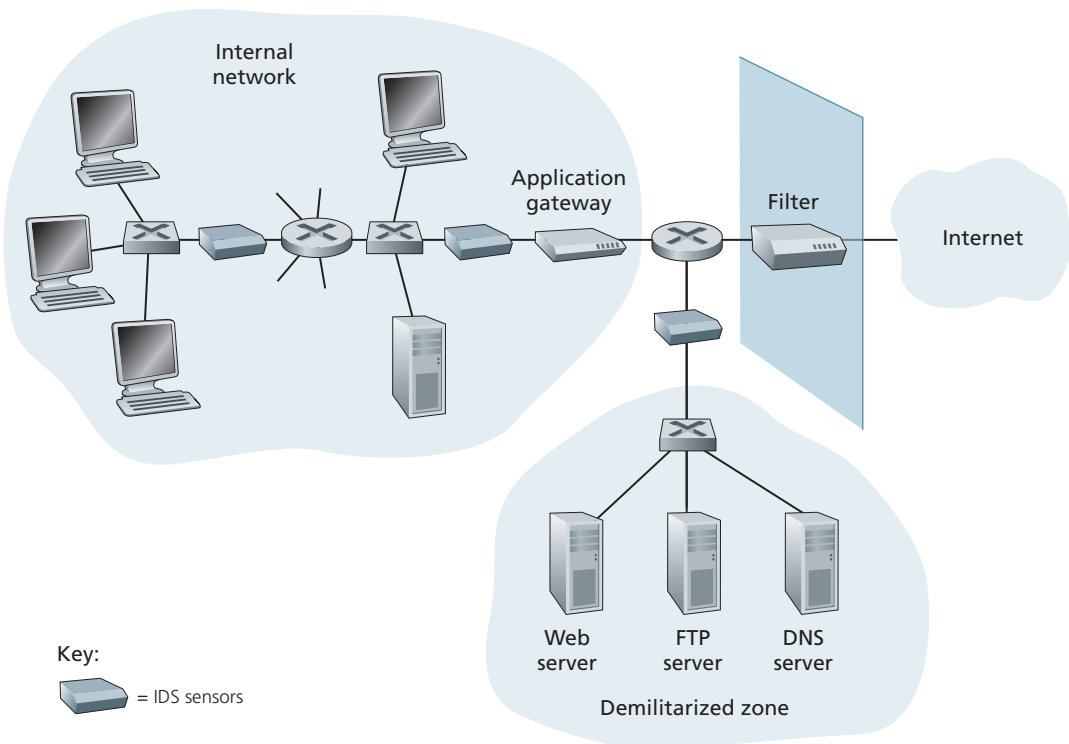 Internal
network
Application
gateway
Filter
Internet
Web
server
FTP
server
DNS
server
Demilitarized zone
Key:
= IDS sensors